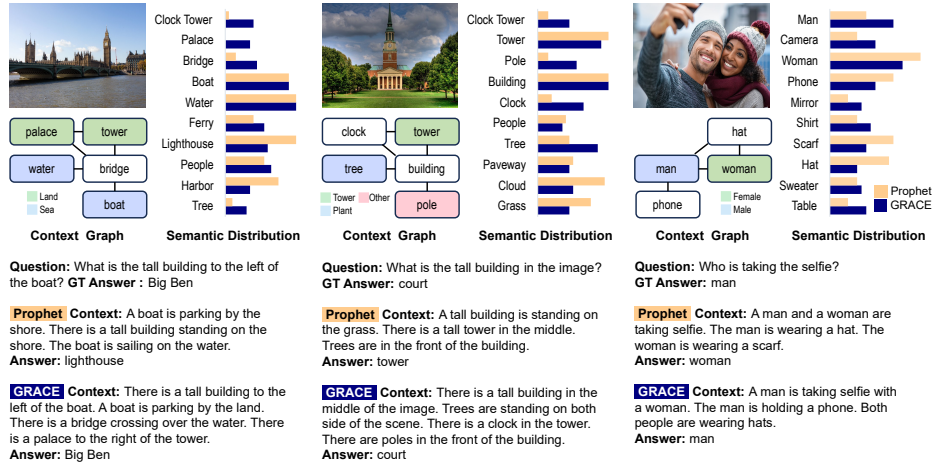 Clock Tower
Palace
Bridge
Boat
Water
Ferry
Lighthouse
People
Harbor
Tree
palace
tower
water
bridge
boat
Land
Sea
Context Graph
Semantic Distribution
Question: What is the tall building to the left of
the boat? GT Answer : Big Ben
Prophet Context: A boat is parking by the
shore. There is a tall building standing on the
shore. The boat is sailing on the water.
Answer: lighthouse
GRACE Context: There is a tall building to the
left of the boat. A boat is parking by the land.
There is a bridge crossing over the water. There
is a palace to the right of the tower.
Answer: Big Ben
Clock Tower
Tower
Pole
Building
Clock
People
Tree
Paveway
Cloud
Grass
clock
tower
tree
building
pole
Tower
Other
Plant
Context Graph
Semantic Distribution
Question: What is the tall building in the image?
GT Answer: court
Prophet Context: A tall building is standing on
the grass. There is a tall tower in the middle.
Trees are in the front of the building.
Answer: tower
GRACE Context: There is a tall building in the
middle of the image. Trees are standing on both
side of the scene. There is a clock in the tower.
There are poles in the front of the building.
Answer: court
Man
Camera
Woman
Phone
Mirror
Shirt
Scarf
Hat
Sweater
Table
Prophet
GRACE
hat
man
woman
phone
Female
Male
Context Graph
Semantic Distribution
Question: Who is taking the selfie?
GT Answer: man
Prophet Context: A man and a woman are
taking selfie. The man is wearing a hat. The
woman is wearing a scarf.
Answer: woman
GRACE Context: A man is taking selfie with
a woman. The man is holding a phone. Both
people are wearing hats.
Answer: man